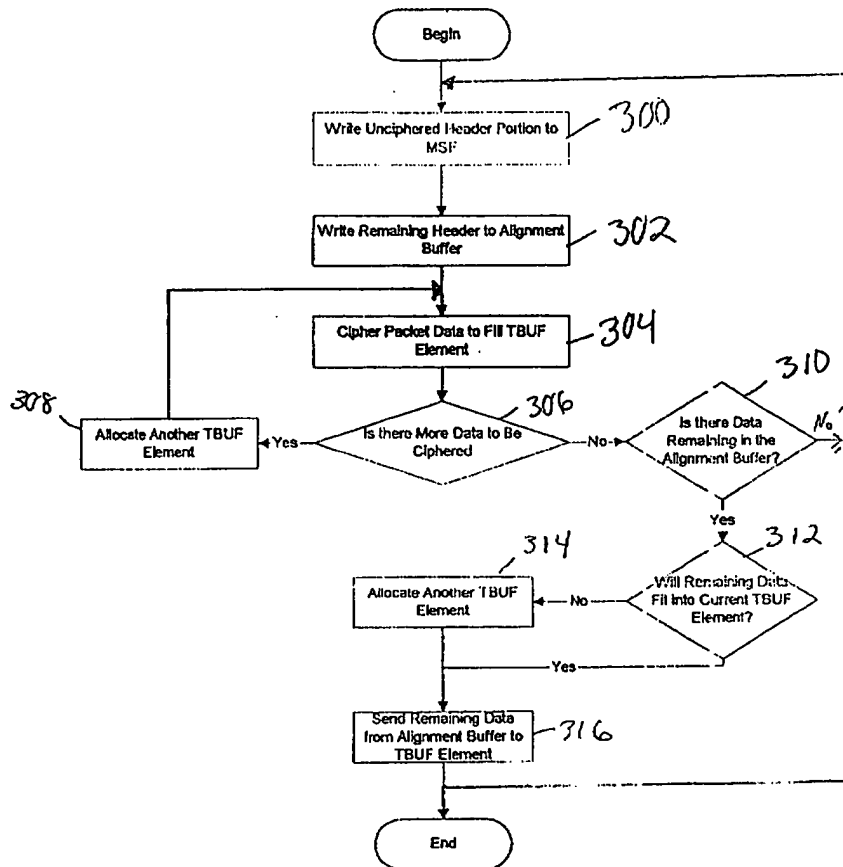 Begin
Write Unciphered Header Portion to
MSF
300
Write Remaining Header to Alignment
Buffer
302
Cipher Packet Data to Fill TBUF
Element
304
308
Allocate Another TBUF
Element
Yes
306
Is there More Data to Be
Ciphered
No
310
Is there Data
Remaining in the
Alignment Buffer?
No
Yes
314
Allocate Another TBUF
Element
No
312
Will Remaining Data
Fit Into Current TBUF
Element?
Yes
Send Remaining Data
from Alignment Buffer to
TBUF Element
316
End